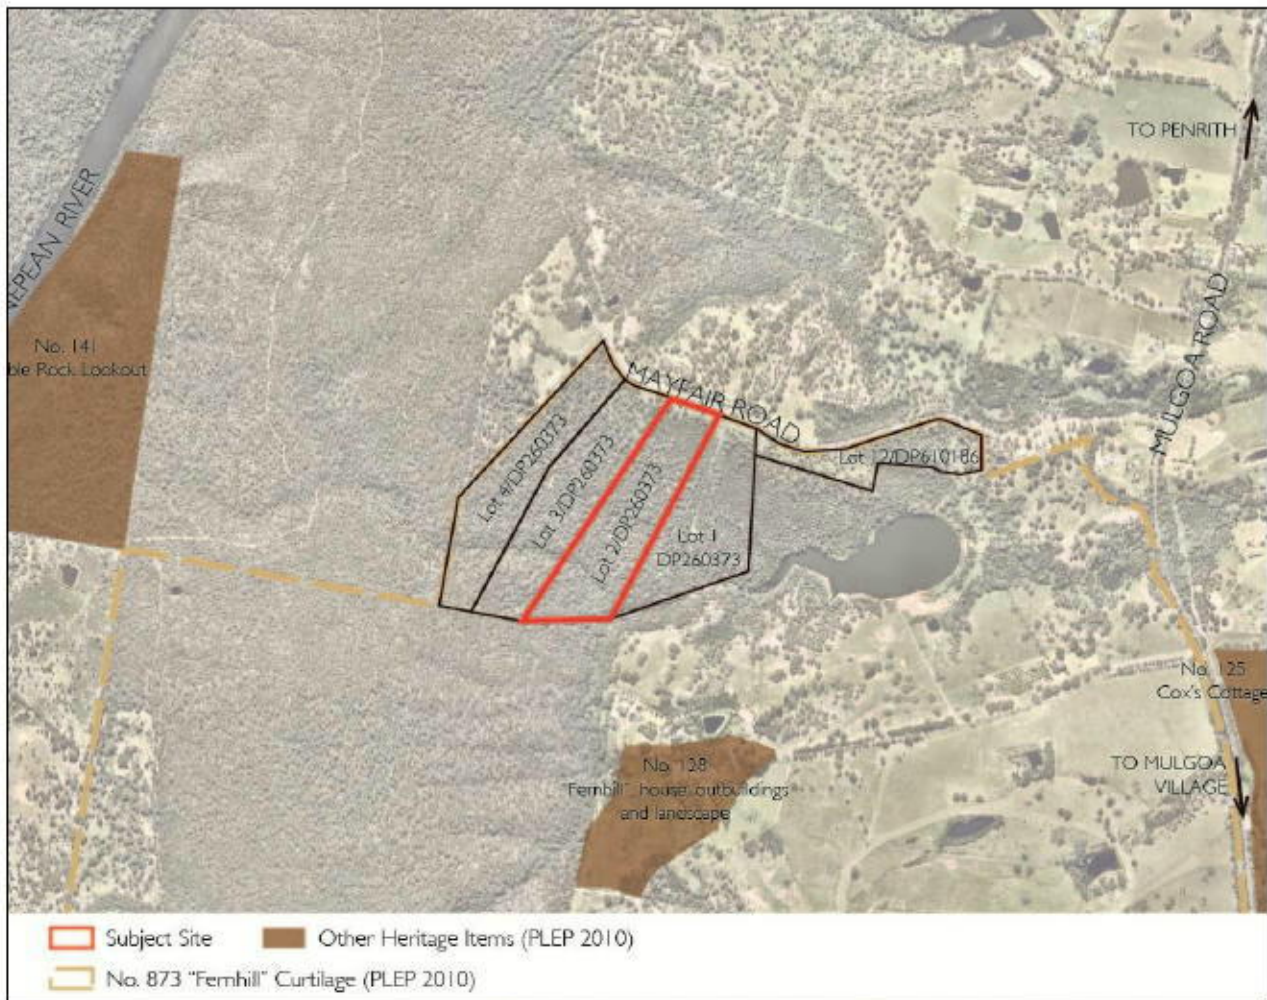 TO PENRITH
NEPEAN RIVER
MULGOA ROAD
No. 141
ble Rock Lookout
MAYFAIR ROAD
Lot 4/DP260373
Lot 3/DP260373
Lot 2/DP260373
Lot 1
DP260373
Lot 12/DP610186
No. 125
Cox's Cottage
No. 128
"Fernhill" house, outbuildings
and landscape
TO MULGOA
VILLAGE
Subject Site
Other Heritage Items (PLEP 2010)
No. 873 "Fernhill" Curtilage (PLEP 2010)